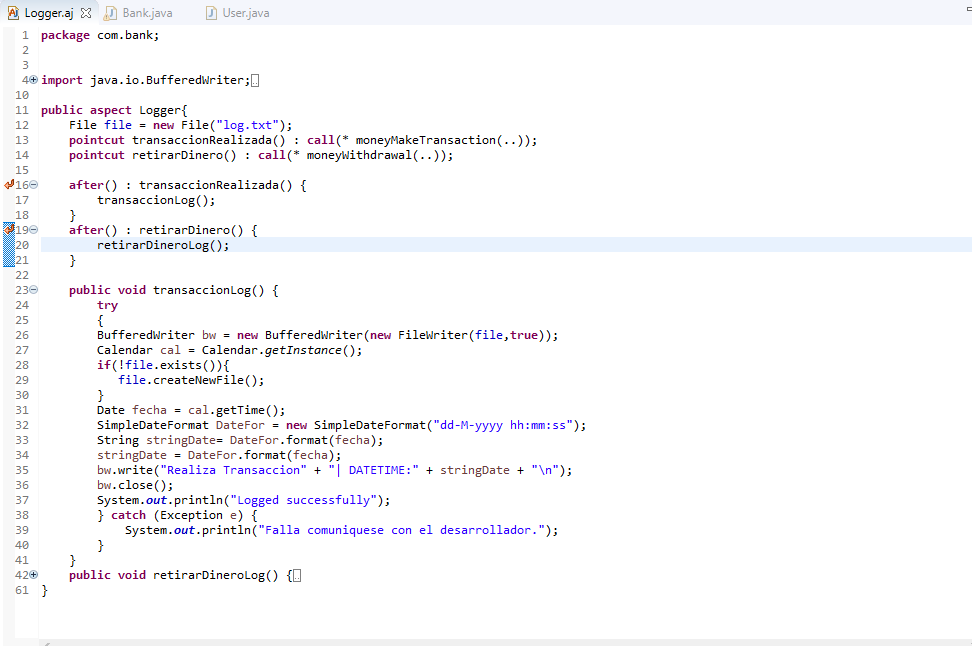 Logger.aj Bank.java User.java
1 package com.bank;
2
3
4 import java.io.BufferedWriter;
10
11 public aspect Logger{
12 File file = new File("log.txt");
13 pointcut transaccionRealizada() : call(* moneyMakeTransaction(..));
14 pointcut retirarDinero() : call(* moneyWithdrawal(..));
15
16 after() : transaccionRealizada() {
17 transaccionLog();
18 }
19 after() : retirarDinero() {
20 retirarDineroLog();
21 }
22
23 public void transaccionLog() {
24 try
25 {
26 BufferedWriter bw = new BufferedWriter(new FileWriter(file,true));
27 Calendar cal = Calendar.getInstance();
28 if(!file.exists()){
29 file.createNewFile();
30 }
31 Date fecha = cal.getTime();
32 SimpleDateFormat DateFor = new SimpleDateFormat("dd-M-yyyy hh:mm:ss");
33 String stringDate= DateFor.format(fecha);
34 stringDate = DateFor.format(fecha);
35 bw.write("Realiza Transaccion" + "| DATETIME:" + stringDate + "\n");
36 bw.close();
37 System.out.println("Logged successfully");
38 } catch (Exception e) {
39 System.out.println("Falla comuniquese con el desarrollador.");
40 }
41 }
42 public void retirarDineroLog() {
61 }